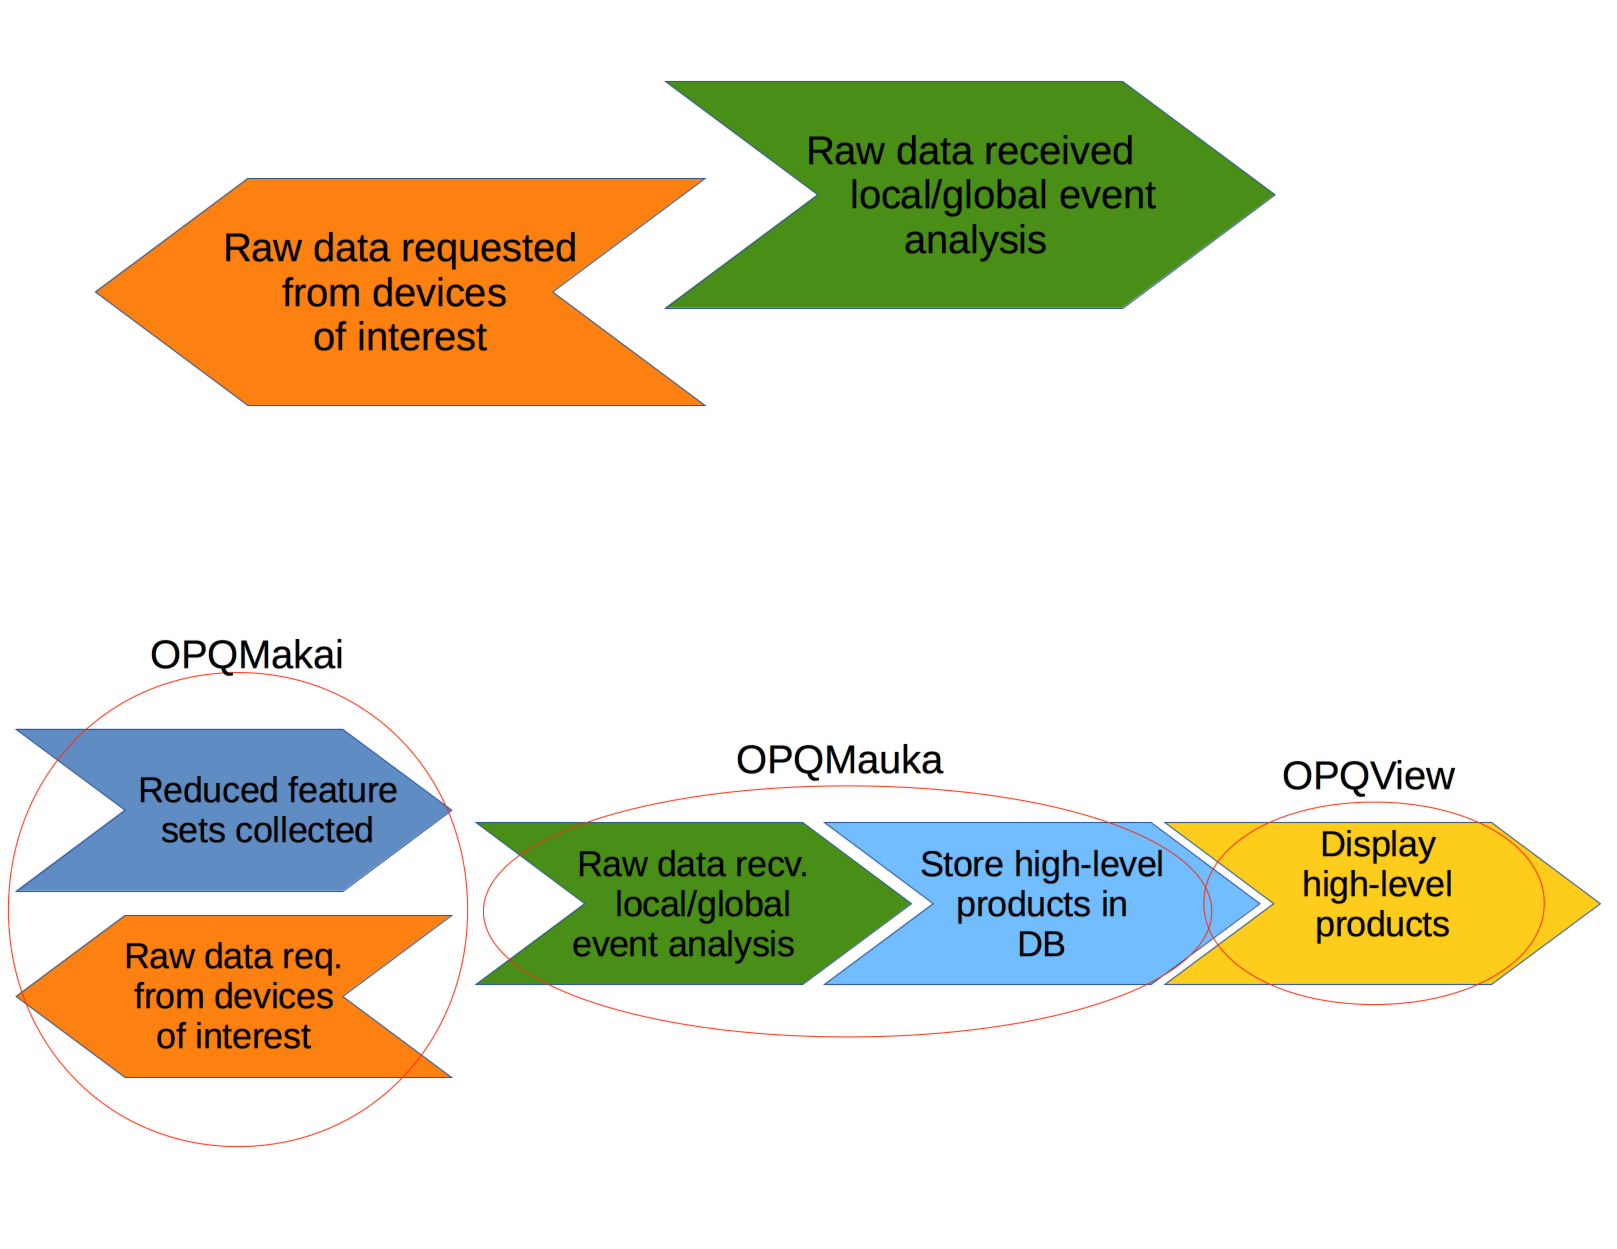 Raw data received
local/global event
analysis
Raw data requested
from devices
of interest
OPQMakai
Reduced feature
sets collected
Raw data req.
from devices
of interest
OPQMauka
Raw data recv.
local/global
event analysis
Store high-level
products in
DB
OPQView
Display
high-level
products